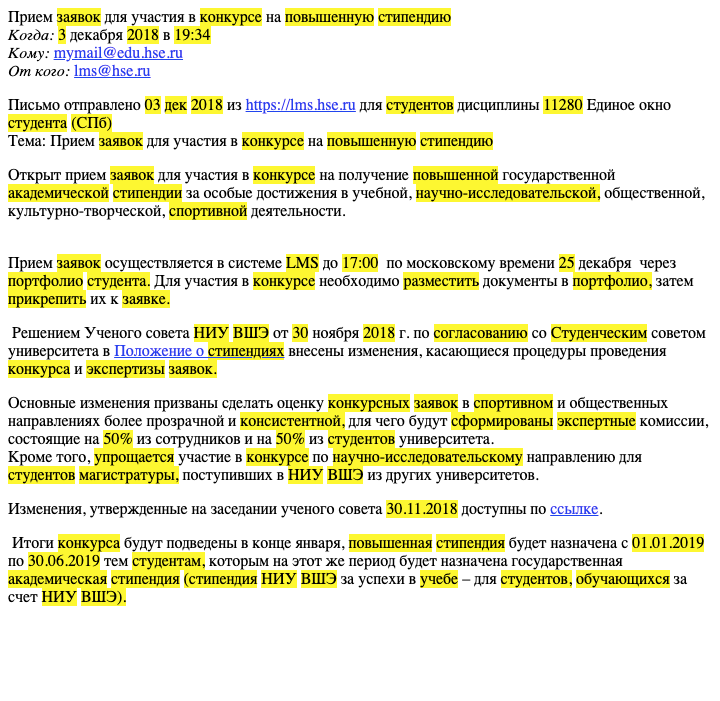 Прием заявок для участия в конкурсе на повышенную стипендию
Когда: 3 декабря 2018 в 19:34
Кому: mymail@edu.hse.ru
От кого: lms@hse.ru
Письмо отправлено 03 дек 2018 из https://lms.hse.ru для студентов дисциплины 11280 Единое окно
студента (СПб)
Тема: Прием заявок для участия в конкурсе на повышенную стипендию
Открыт прием заявок для участия в конкурсе на получение повышенной государственной
академической стипендии за особые достижения в учебной, научно-исследовательской, общественной,
культурно-творческой, спортивной деятельности.
Прием заявок осуществляется в системе LMS до 17:00 по московскому времени 25 декабря через
портфолио студента. Для участия в конкурсе необходимо разместить документы в портфолио, затем
прикрепить их к заявке.
Решением Ученого совета НИУ ВШЭ от 30 ноября 2018 г. по согласованию со Студенческим советом
университета в Положение о стипендиях внесены изменения, касающиеся процедуры проведения
конкурса и экспертизы заявок.
Основные изменения призваны сделать оценку конкурсных заявок в спортивном и общественных
направлениях более прозрачной и консистентной, для чего будут сформированы экспертные комиссии,
состоящие на 50% из сотрудников и на 50% из студентов университета.
Кроме того, упрощается участие в конкурсе по научно-исследовательскому направлению для
студентов магистратуры, поступивших в НИУ ВШЭ из других университетов.
Изменения, утвержденные на заседании ученого совета 30.11.2018 доступны по ссылке.
Итоги конкурса будут подведены в конце января, повышенная стипендия будет назначена с 01.01.2019
по 30.06.2019 тем студентам, которым на этот же период будет назначена государственная
академическая стипендия (стипендия НИУ ВШЭ за успехи в учебе – для студентов, обучающихся за
счет НИУ ВШЭ).